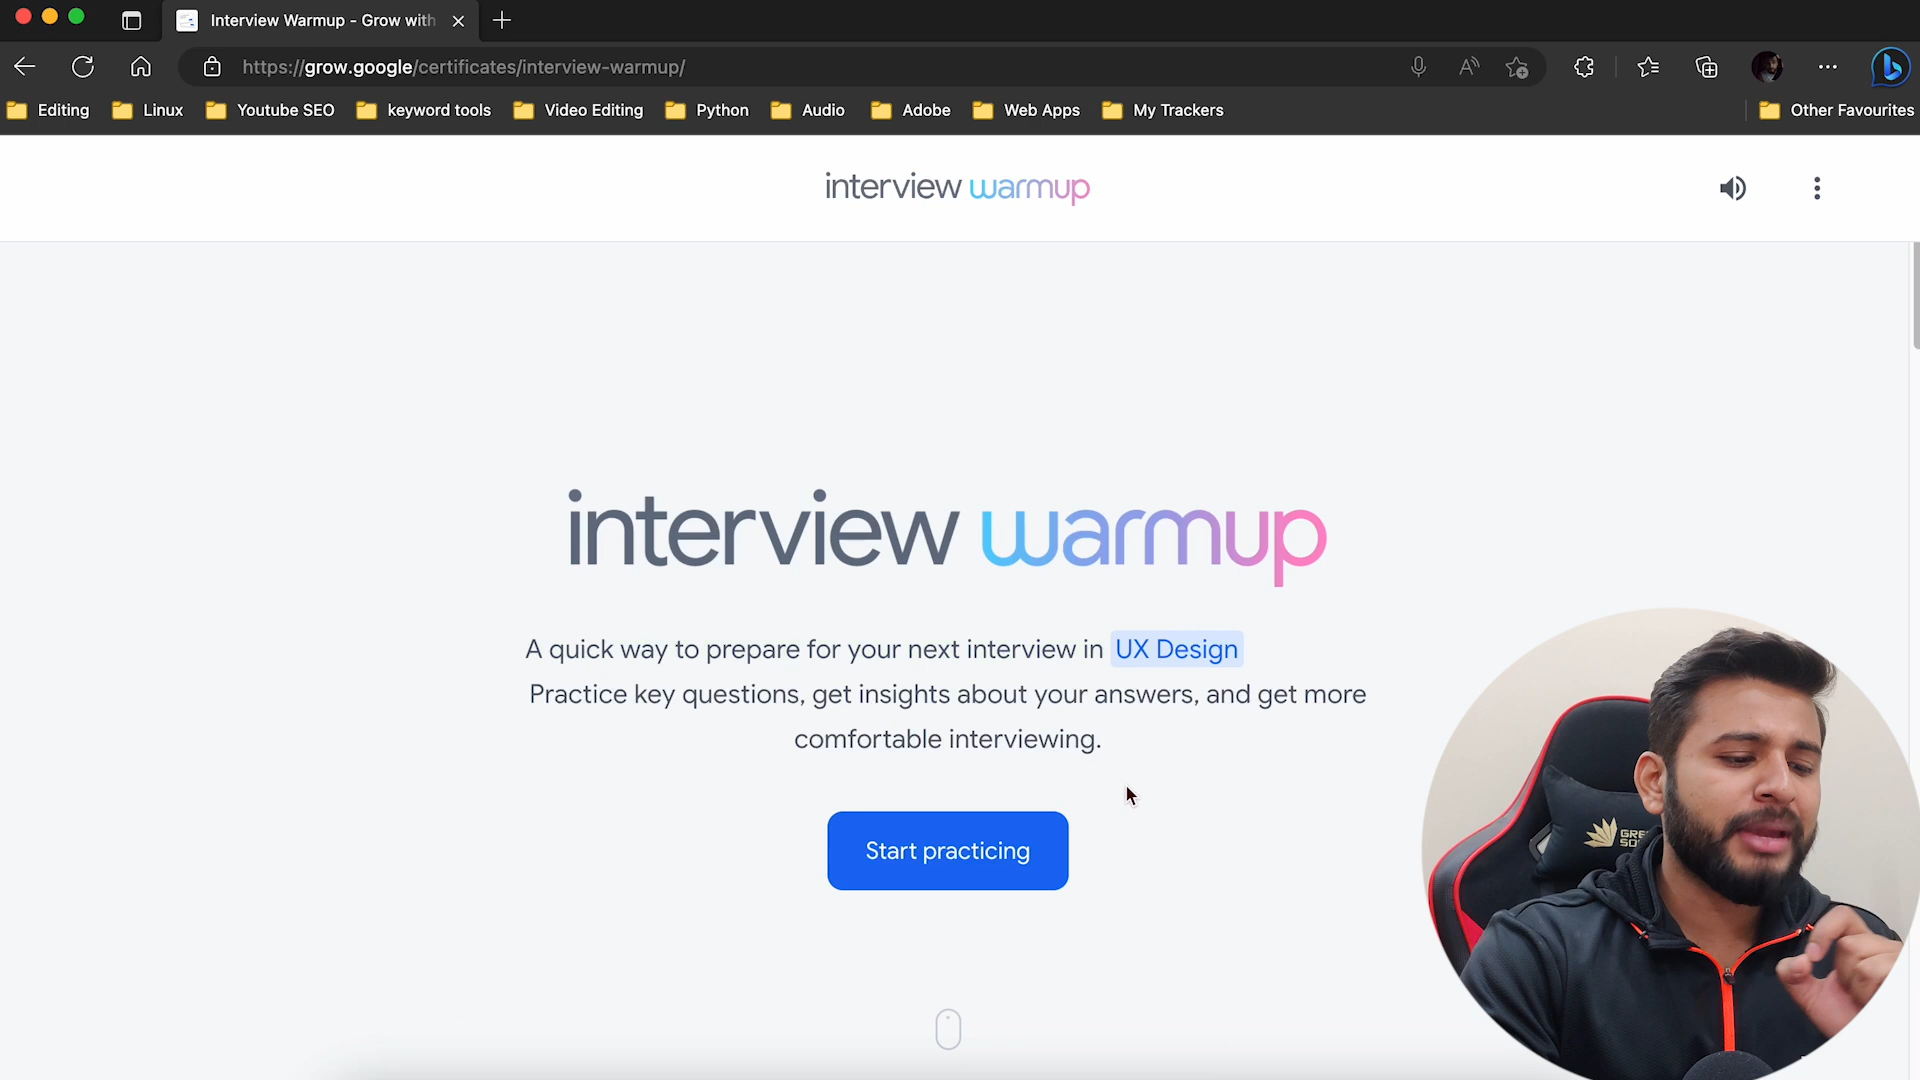 Interview Warmup - Grow with
https://grow.google/certificates/interview-warmup/
Editing Linux Youtube SEO keyword tools Video Editing Python Audio Adobe Web Apps My Trackers Other Favourites
interview warmup
interview warmup
A quick way to prepare for your next interview in UX Design
Practice key questions, get insights about your answers, and get more
comfortable interviewing.
Start practicing